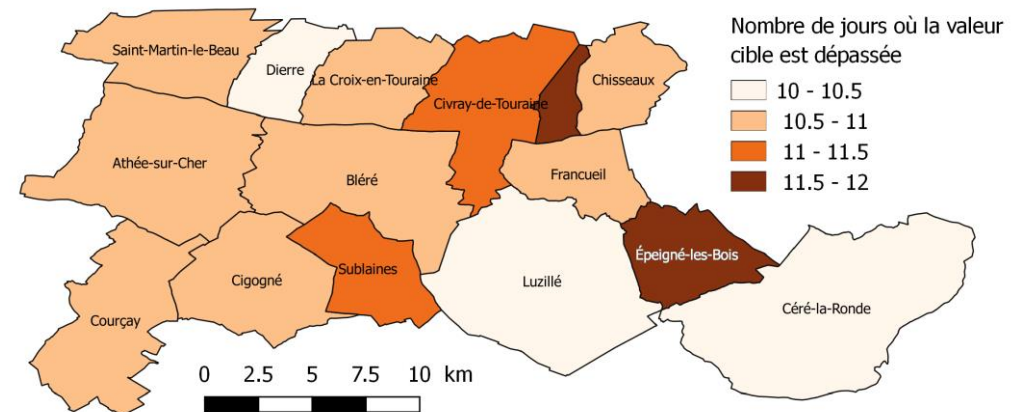 Nombre de jours où la valeur
cible est dépassée
10 - 10.5
10.5 - 11
11 - 11.5
11.5 - 12
Saint-Martin-le-Beau
Dierre
La Croix-en-Touraine
Civray-de-Touraine
Chisseaux
Athée-sur-Cher
Bléré
Francueil
Épeigné-les-Bois
Sublaines
Cigogné
Luzillé
Céré-la-Ronde
Courçay
0 2.5 5 7.5 10 km